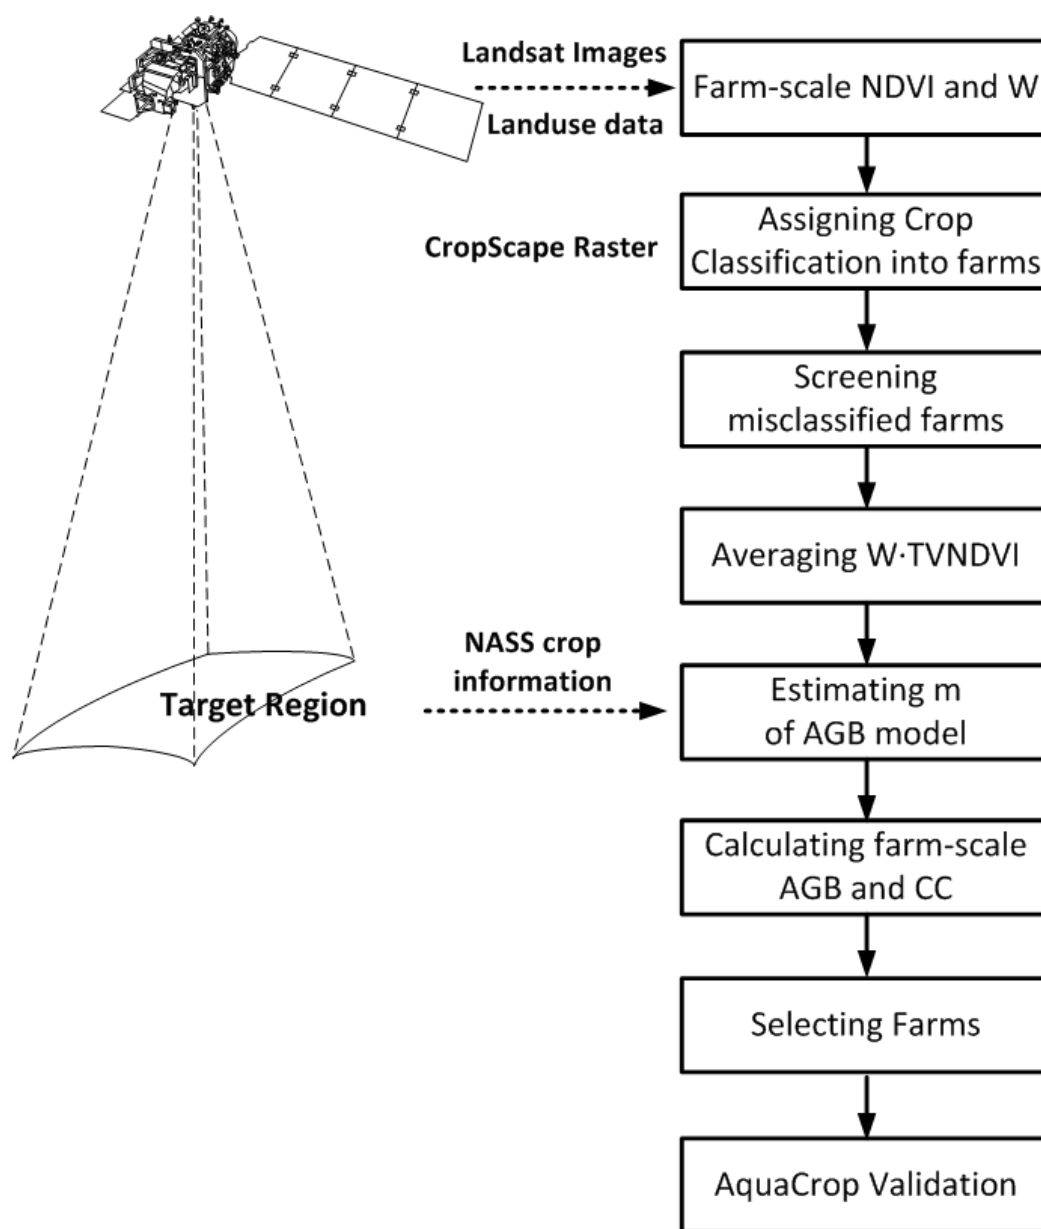 Landsat Images
Landuse data
Farm-scale NDVI and W
CropScape Raster
Assigning Crop
Classification into farms
Screening
misclassified farms
Averaging W·TVNDVI
Target Region
NASS crop
information
Estimating m
of AGB model
Calculating farm-scale
AGB and CC
Selecting Farms
AquaCrop Validation